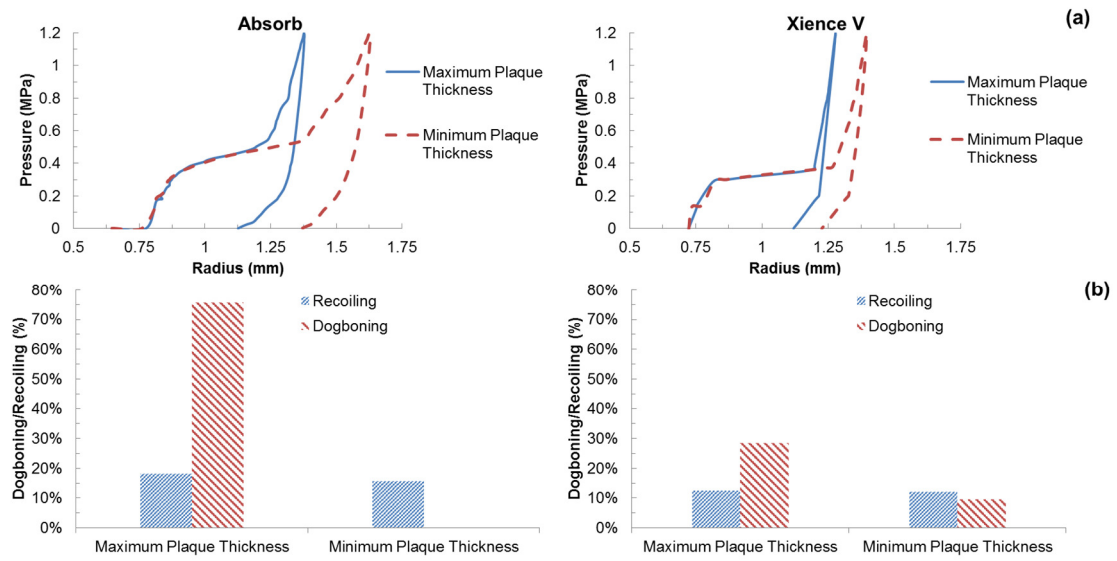 Absorb
Pressure (MPa)
1.2
1
0.8
0.6
0.4
0.2
0
0.5
0.75
1
1.25
1.5
1.75
Radius (mm)
Maximum Plaque
Thickness
Minimum Plaque
Thickness
Xience V
(a)
Pressure (MPa)
1.2
1
0.8
0.6
0.4
0.2
0
0.5
0.75
1
1.25
1.5
1.75
Radius (mm)
Maximum Plaque
Thickness
Minimum Plaque
Thickness
Dogboning/Recoiling (%)
80%
70%
60%
50%
40%
30%
20%
10%
0%
Recoiling
Dogboning
Maximum Plaque Thickness
Minimum Plaque Thickness
(b)
Dogboning/Recoiling (%)
80%
70%
60%
50%
40%
30%
20%
10%
0%
Recoiling
Dogboning
Maximum Plaque Thickness
Minimum Plaque Thickness